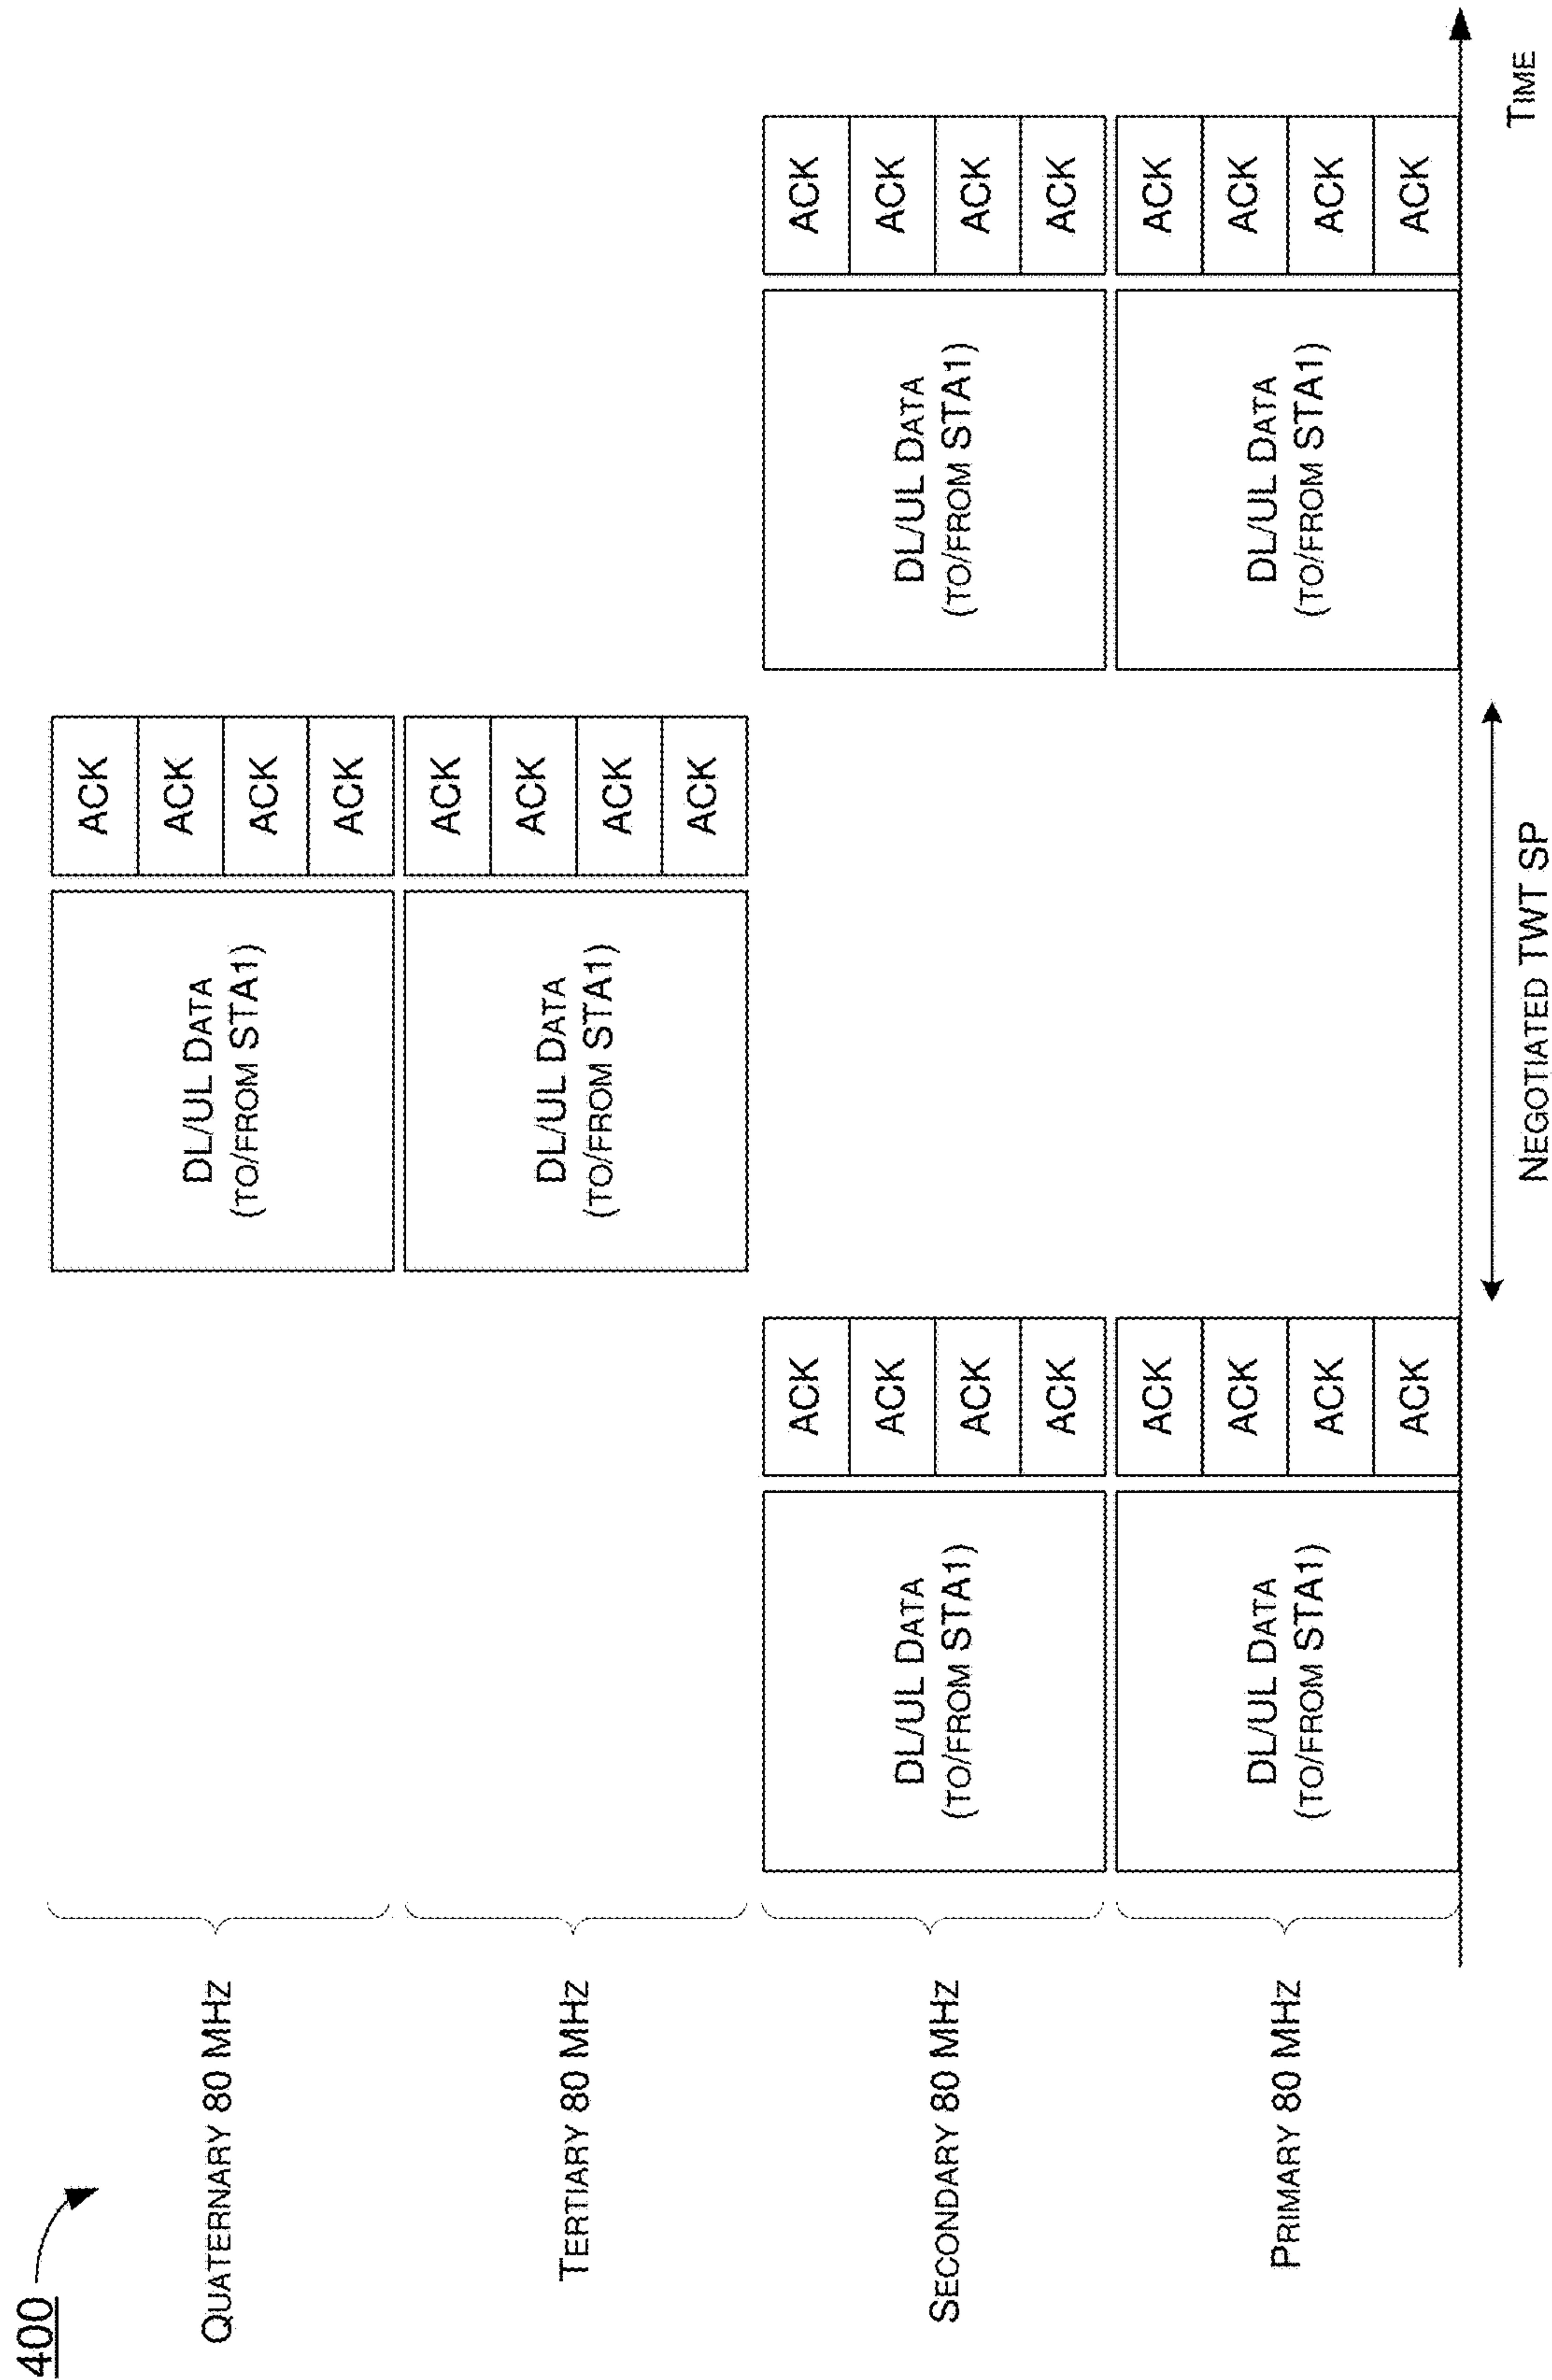 400
QUATERNARY 80 MHZ
DL/UL DATA
(TO/FROM STA1)
ACK
ACK
ACK
ACK
TERTIARY 80 MHZ
DL/UL DATA
(TO/FROM STA1)
ACK
ACK
ACK
ACK
SECONDARY 80 MHZ
DL/UL DATA
(TO/FROM STA1)
ACK
ACK
ACK
ACK
DL/UL DATA
(TO/FROM STA1)
ACK
ACK
ACK
ACK
PRIMARY 80 MHZ
DL/UL DATA
(TO/FROM STA1)
ACK
ACK
ACK
ACK
DL/UL DATA
(TO/FROM STA1)
ACK
ACK
ACK
ACK
TIME
NEGOTIATED TWT SP